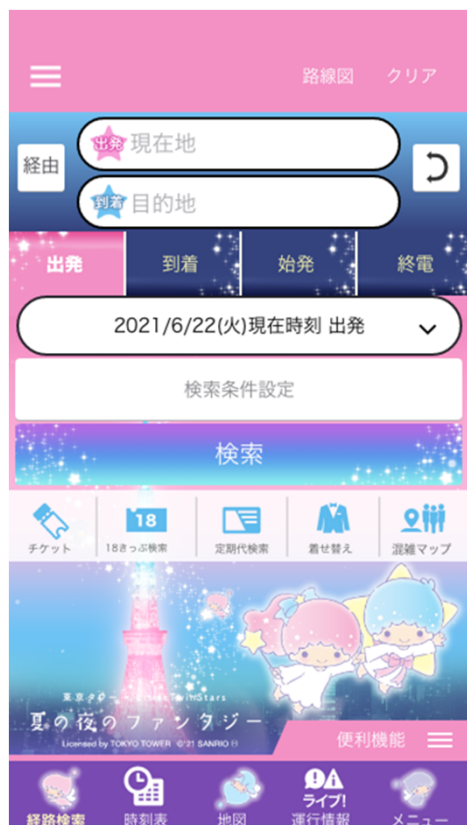 路線図 クリア
経由
出発 現在地
到着 目的地
出発 到着 始発 終電
2021/6/22(火)現在時刻 出発
検索条件設定
検索
18
チケット 18きっぷ検索 定期代検索 着せ替え 混雑マップ
東京タワー
TwinStars
夏の夜のファンタジー
Licensed by TOKYO TOWER ©'21 SANRIO
便利機能
ライブ!
経路検索 時刻表 地図 運行情報 メニュー